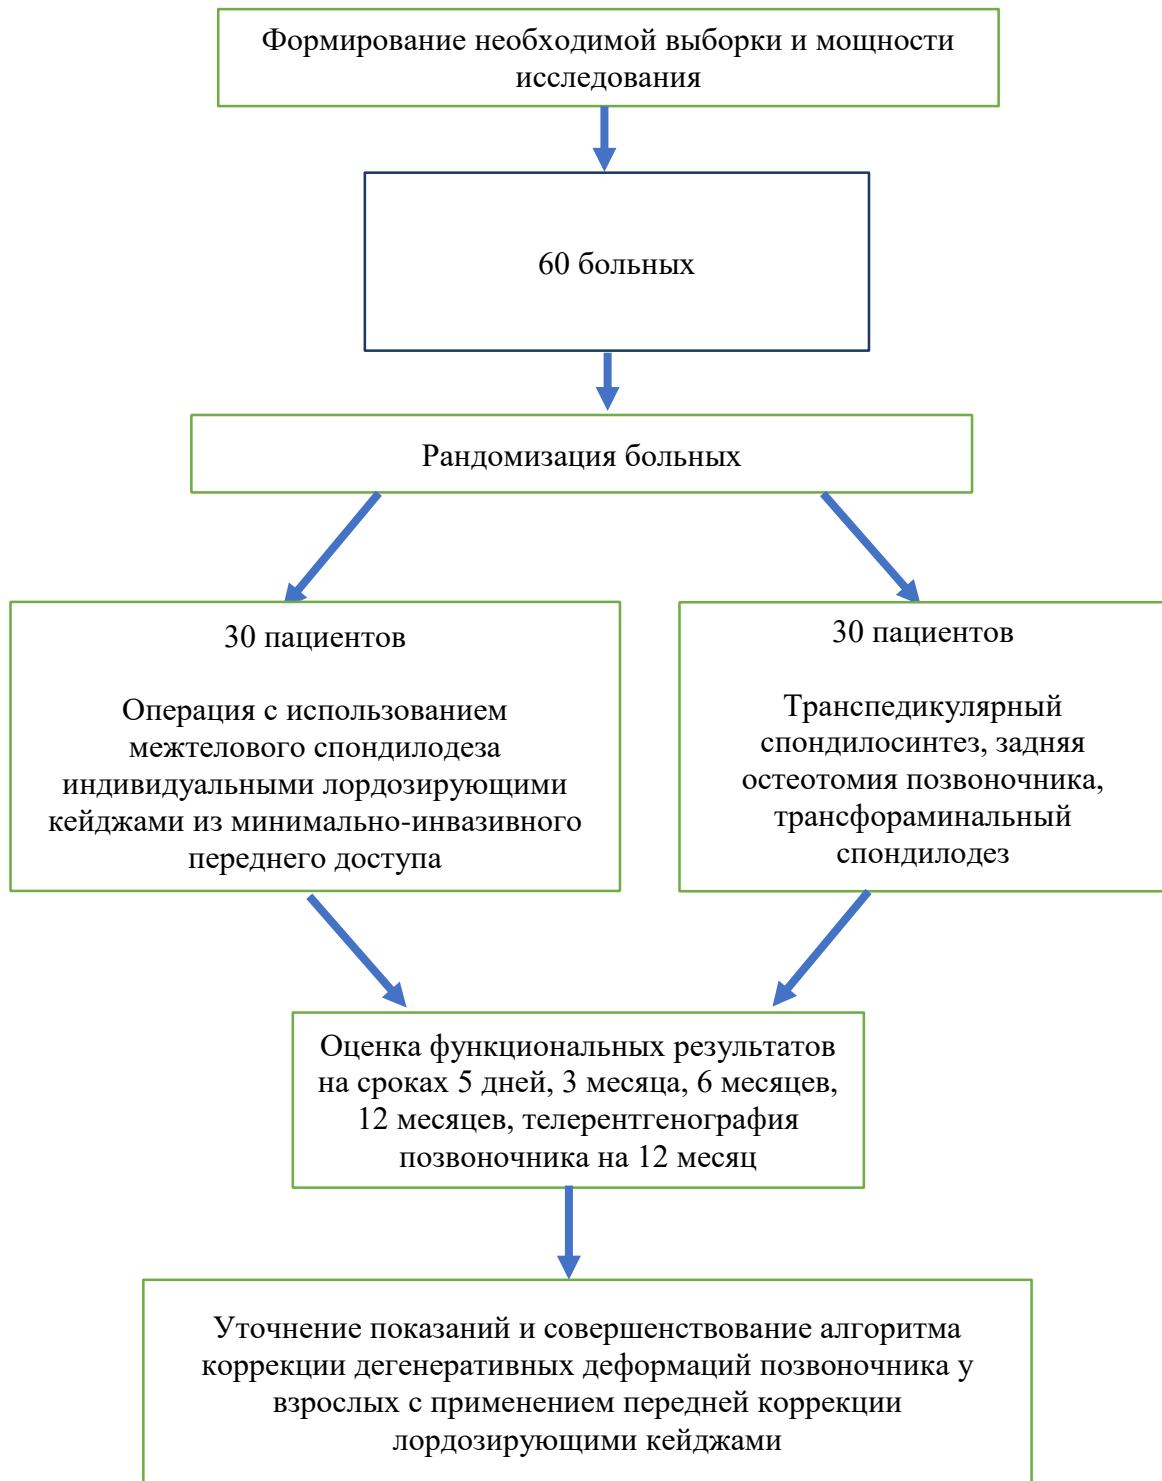 Формирование необходимой выборки и мощности
исследования
60 больных
Рандомизация больных
30 пациентов
Операция с использованием
межтелового спондилодеза
индивидуальными лордозирующими
кейджами из минимально-инвазивного
переднего доступа
30 пациентов
Транспедикулярный
спондилосинтез, задняя
остеотомия позвоночника,
трансфораминальный
спондилодез
Оценка функциональных результатов
на сроках 5 дней, 3 месяца, 6 месяцев,
12 месяцев, телерентгенография
позвоночника на 12 месяц
Уточнение показаний и совершенствование алгоритма
коррекции дегенеративных деформаций позвоночника у
взрослых с применением передней коррекции
лордозирующими кейджами